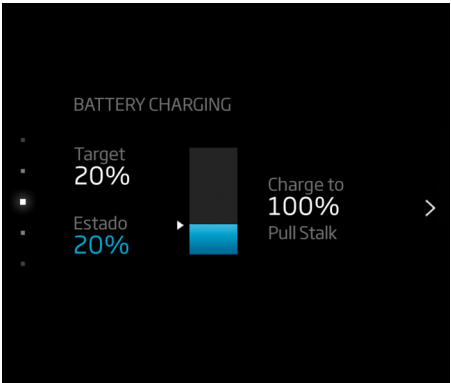 BATTERY CHARGING
Target
20%
Estado
20%
Charge to
100%
Pull Stalk